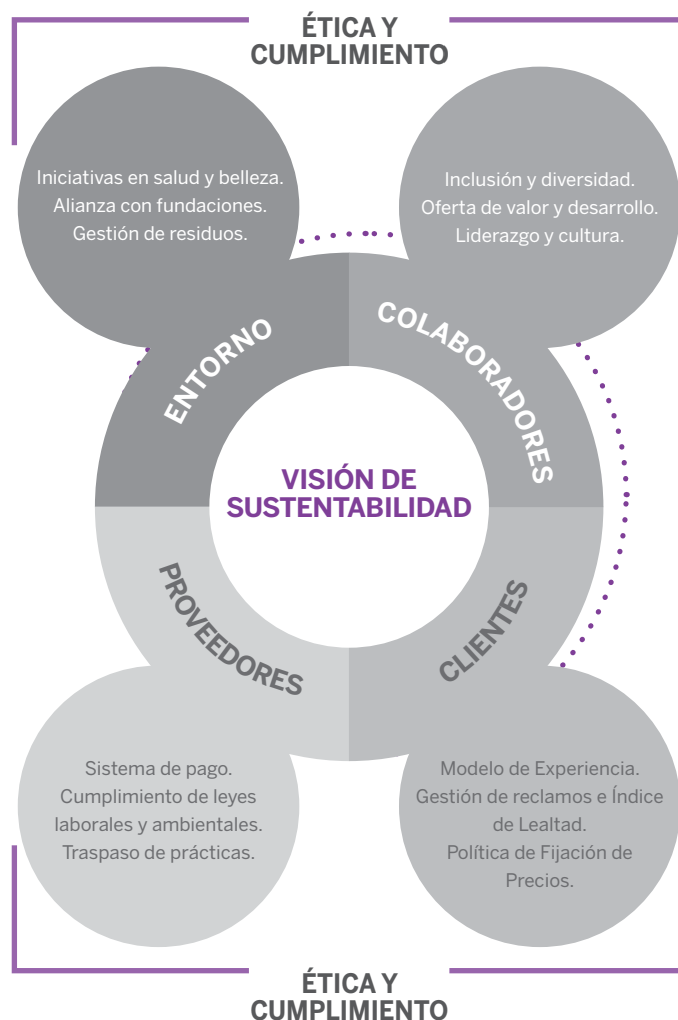 ÉTICA Y
CUMPLIMIENTO
Iniciativas en salud y belleza.
Alianza con fundaciones.
Gestión de residuos.
Inclusión y diversidad.
Oferta de valor y desarrollo.
Liderazgo y cultura.
ENTORNO
COLABORADORES
VISIÓN DE
SUSTENTABILIDAD
PROVEEDORES
CLIENTES
Sistema de pago.
Cumplimiento de leyes
laborales y ambientales.
Traspaso de prácticas.
Modelo de Experiencia.
Gestión de reclamos e Índice
de Lealtad.
Política de Fijación de
Precios.
ÉTICA Y
CUMPLIMIENTO